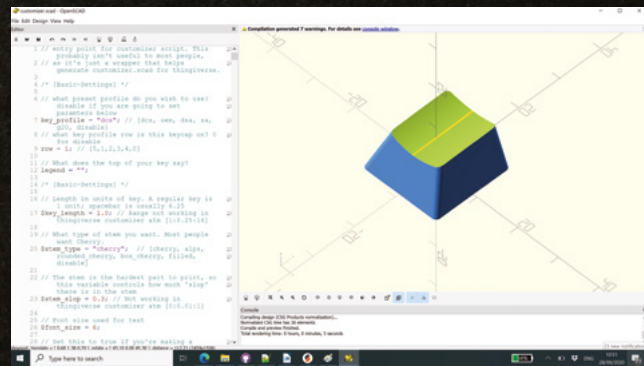 customizer.scad - OpenSCAD
File Edit Design View Help
Editor
Compilation generated 7 warnings. For details see console window.
1 // entry point for customizer script. This
probably isn't useful to most people,
2 // as it's just a wrapper that helps
generate customizer.scad for thingiverse.
3
4 /* [Basic-Settings] */
5
6 // what preset profile do you wish to use?
disable if you are going to set
paramters below
7 key_profile = "dcs"; // [dcs, oem, dsa, sa,
g20, disable]
8 // what key profile row is this keycap on? 0
for disable
9 row = 1; // [5,1,2,3,4,0]
10
11 // What does the top of your key say?
12 legend = "";
13
14 /* [Basic-Settings] */
15
16 // Length in units of key. A regular key is
1 unit; spacebar is usually 6.25
17 $key_length = 1.0; // Range not working in
thingiverse customizer atm [1:0.25:16]
18
19 // What type of stem you want. Most people
want Cherry.
20 $stem_type = "cherry"; // [cherry, alps,
rounded_cherry, box_cherry, filled,
disable]
21
22 // The stem is the hardest part to print, so
this variable controls how much 'slop'
there is in the stem
23 $stem_slop = 0.3; // Not working in
thingiverse customizer atm [0:0.01:1]
24
25 // Font size used for text
26 $font_size = 6;
27
28 // Set this to true if you're making a
Console
Compiling design (CSG Products normalization)...
Normalized CSG tree has 36 elements
Compile and preview finished.
Total rendering time: 0 hours, 0 minutes, 5 seconds.
Type here to search
ENG
28/09/2020